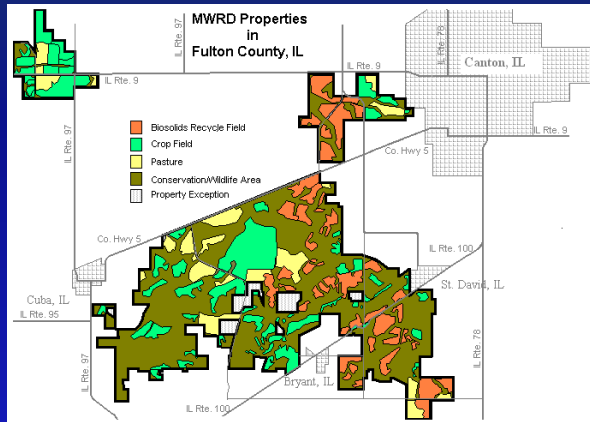 MWRD Properties
in
Fulton County, IL
IL Rte. 97
IL Rte. 78
Canton, IL
IL Rte. 9
IL Rte. 9
IL Rte. 97
IL Rte. 9
Co. Hwy 5
Biosolids Recycle Field
Crop Field
Pasture
Conservation/Wildlife Area
Property Exception
Co. Hwy 5
IL Rte. 100
Cuba, IL
St. David, IL
IL Rte. 95
IL Rte. 97
IL Rte. 78
Bryant, IL
IL Rte. 100